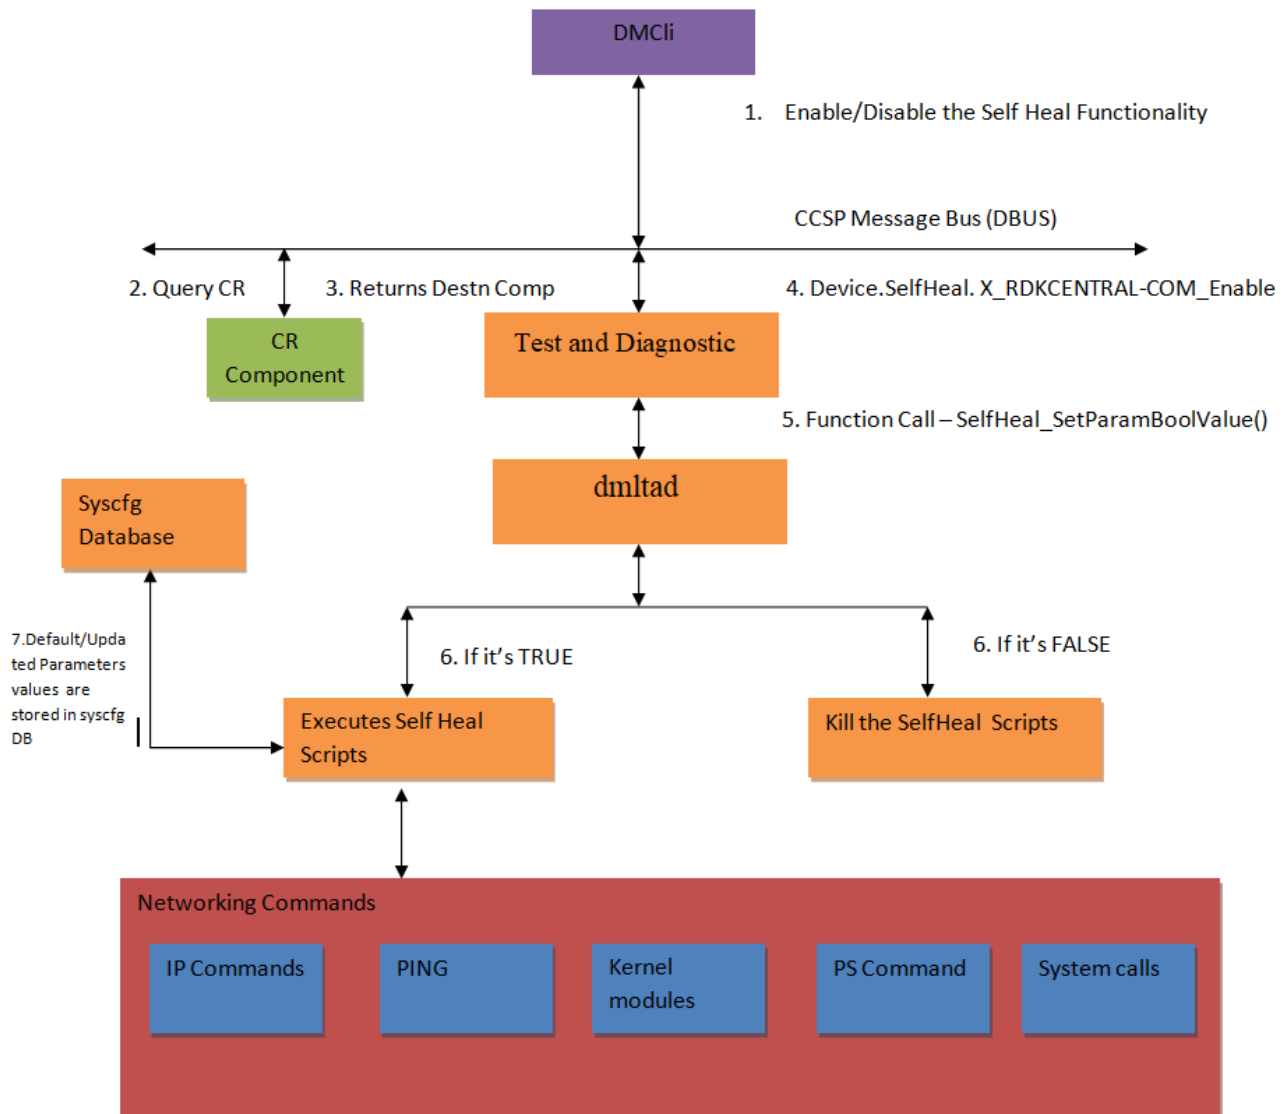 DMCli
1. Enable/Disable the Self Heal Functionality
CCSP Message Bus (DBUS)
2. Query CR
3. Returns Destn Comp
4. Device.SelfHeal. X_RDKCENTRAL-COM_Enable
CR
Component
Test and Diagnostic
5. Function Call – SelfHeal_SetParamBoolValue()
dmltad
Syscfg
Database
7.Default/Upda
ted Parameters
values are
stored in syscfg
DB
6. If it's TRUE
6. If it's FALSE
Executes Self Heal
Scripts
Kill the SelfHeal Scripts
Networking Commands
IP Commands
PING
Kernel
modules
PS Command
System calls